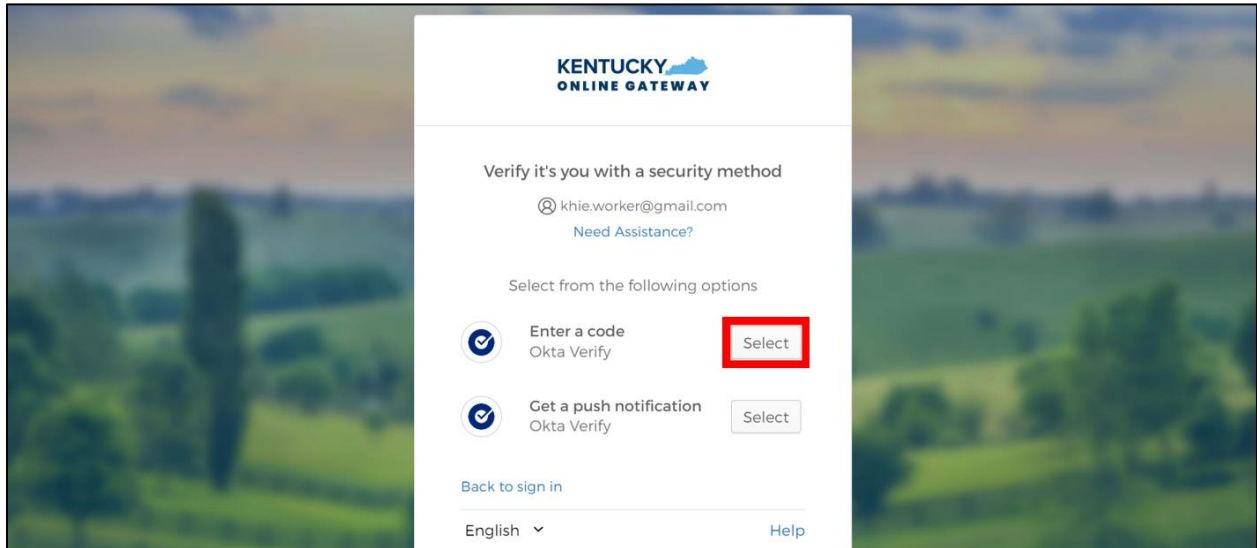 KENTUCKY
ONLINE GATEWAY
Verify it's you with a security method
khie.worker@gmail.com
Need Assistance?
Select from the following options
Enter a code
Okta Verify
Select
Get a push notification
Okta Verify
Select
Back to sign in
English
Help